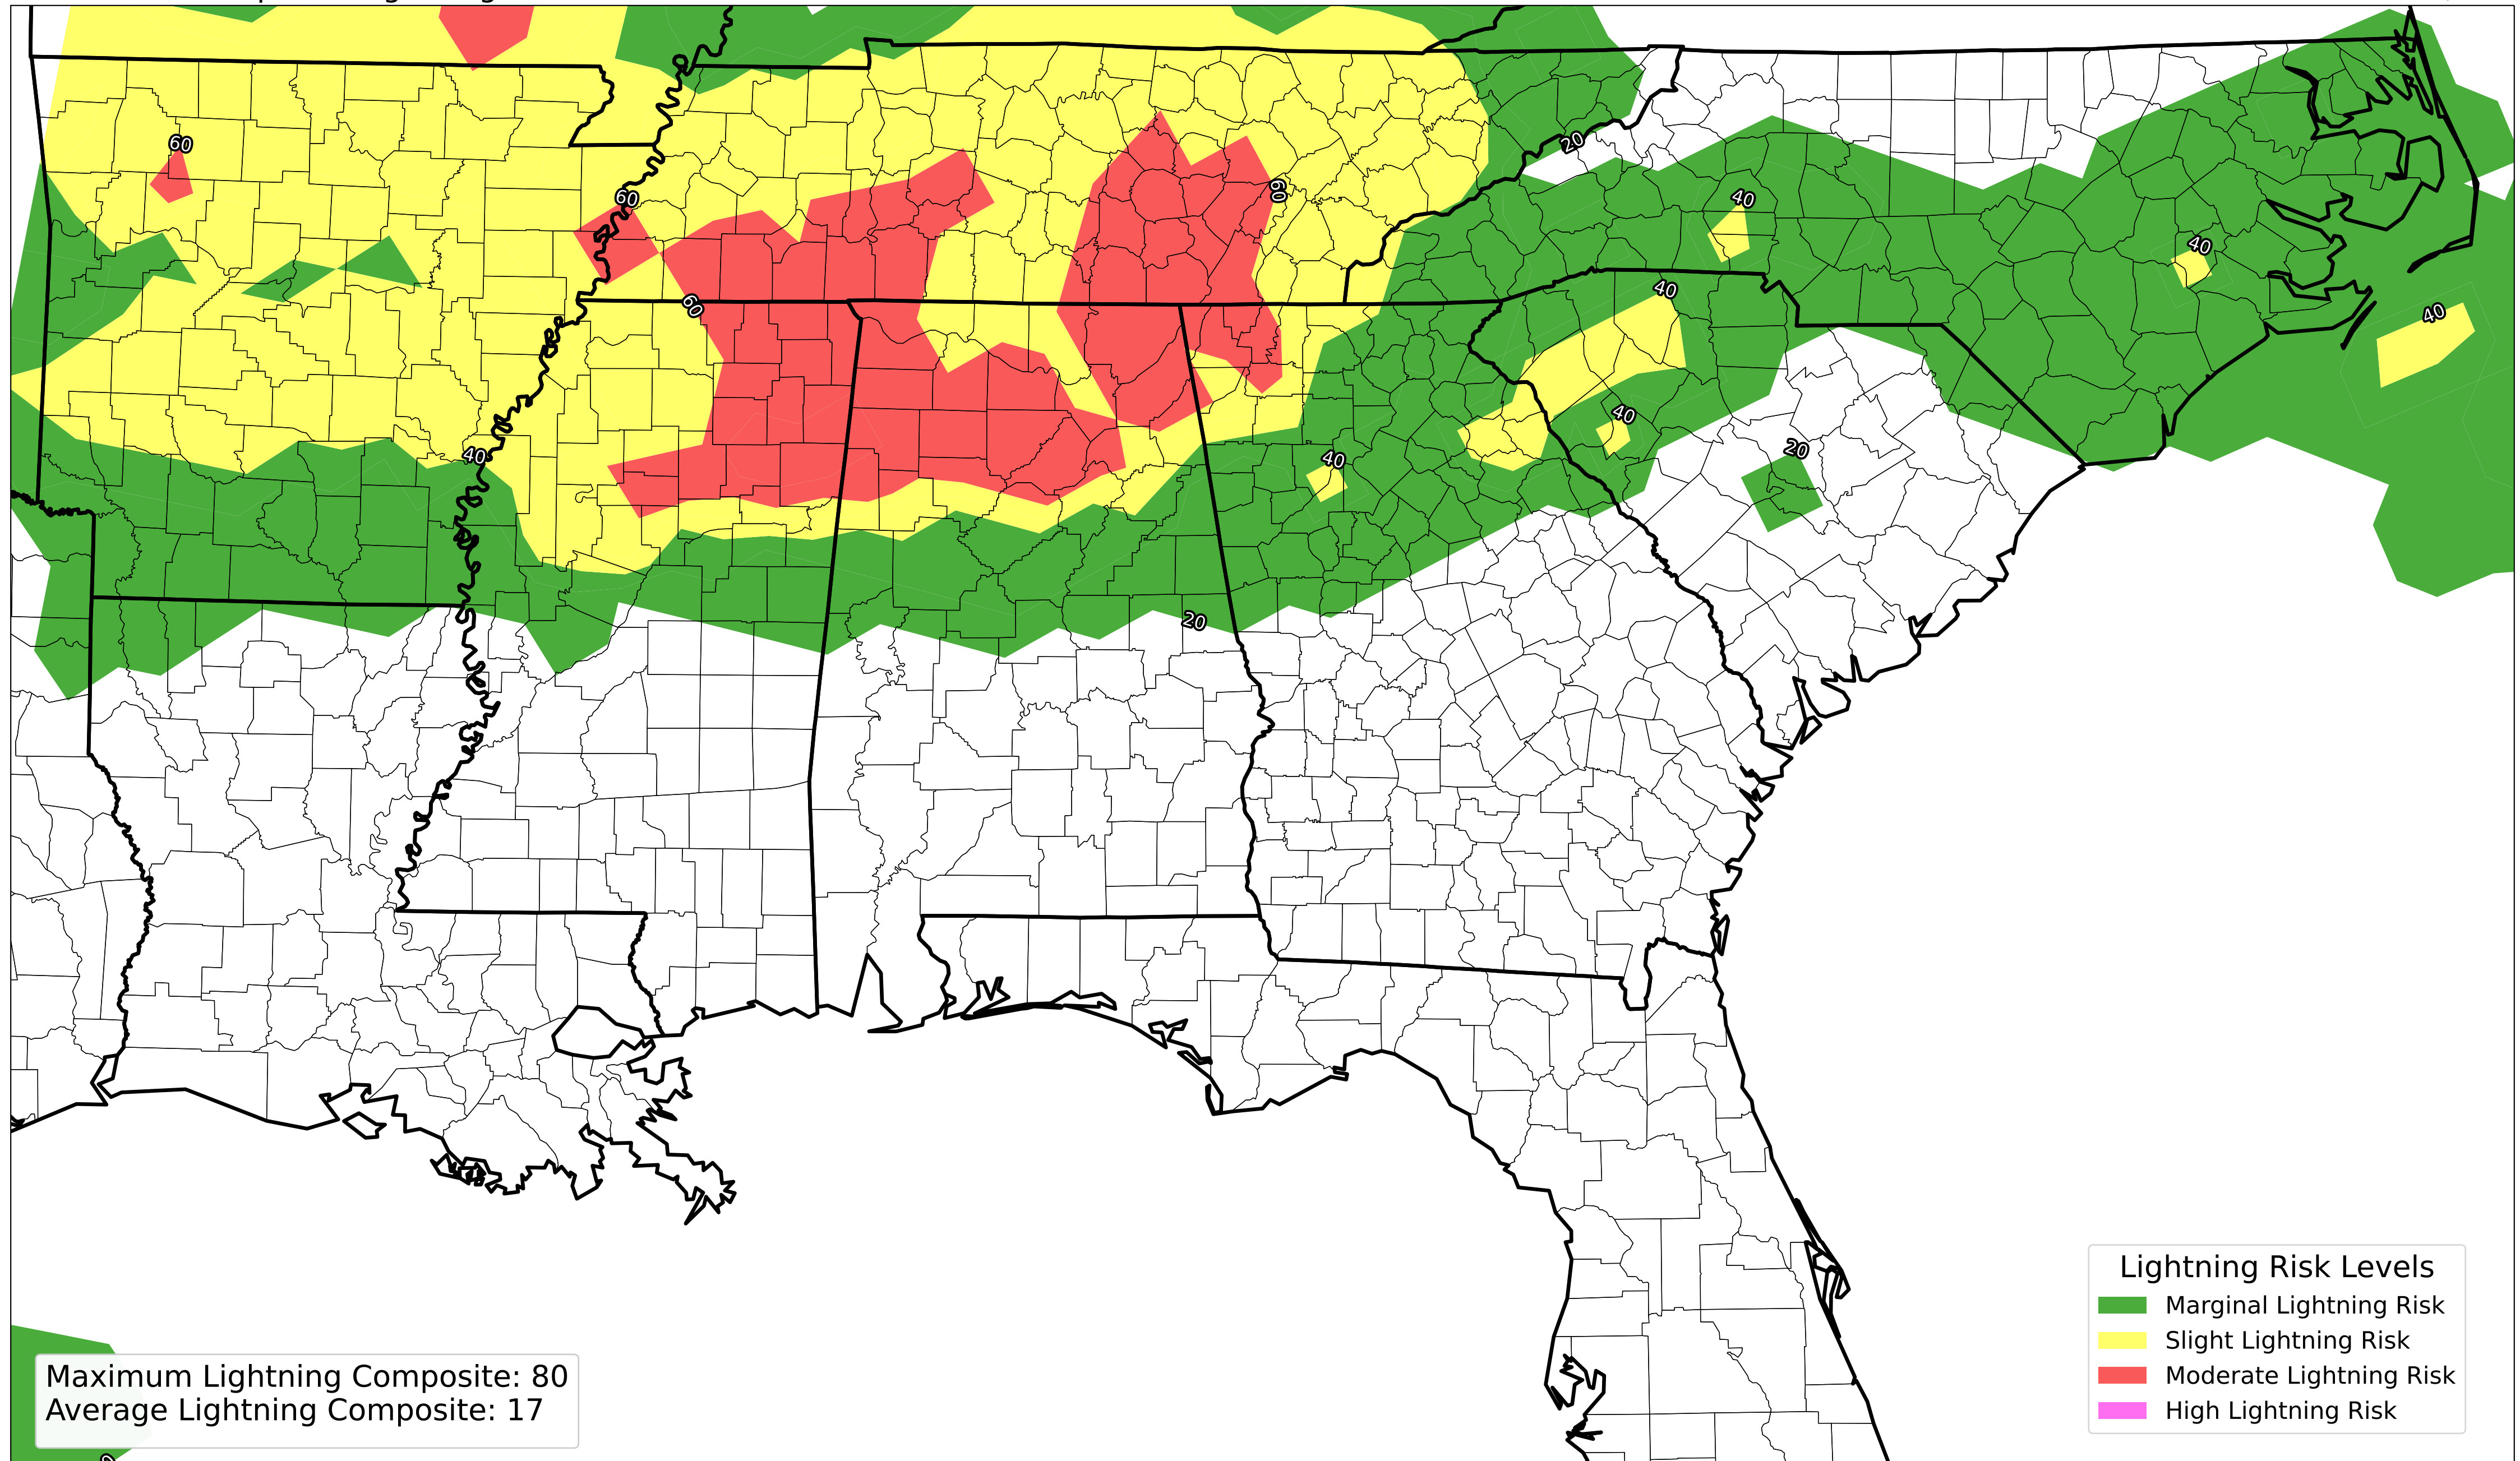 60
20
60
60
40
40
60
40
40
40
40
20
40
20
Lightning Risk Levels
Marginal Lightning Risk
Slight Lightning Risk
Moderate Lightning Risk
High Lightning Risk
Maximum Lightning Composite: 80
Average Lightning Composite: 17